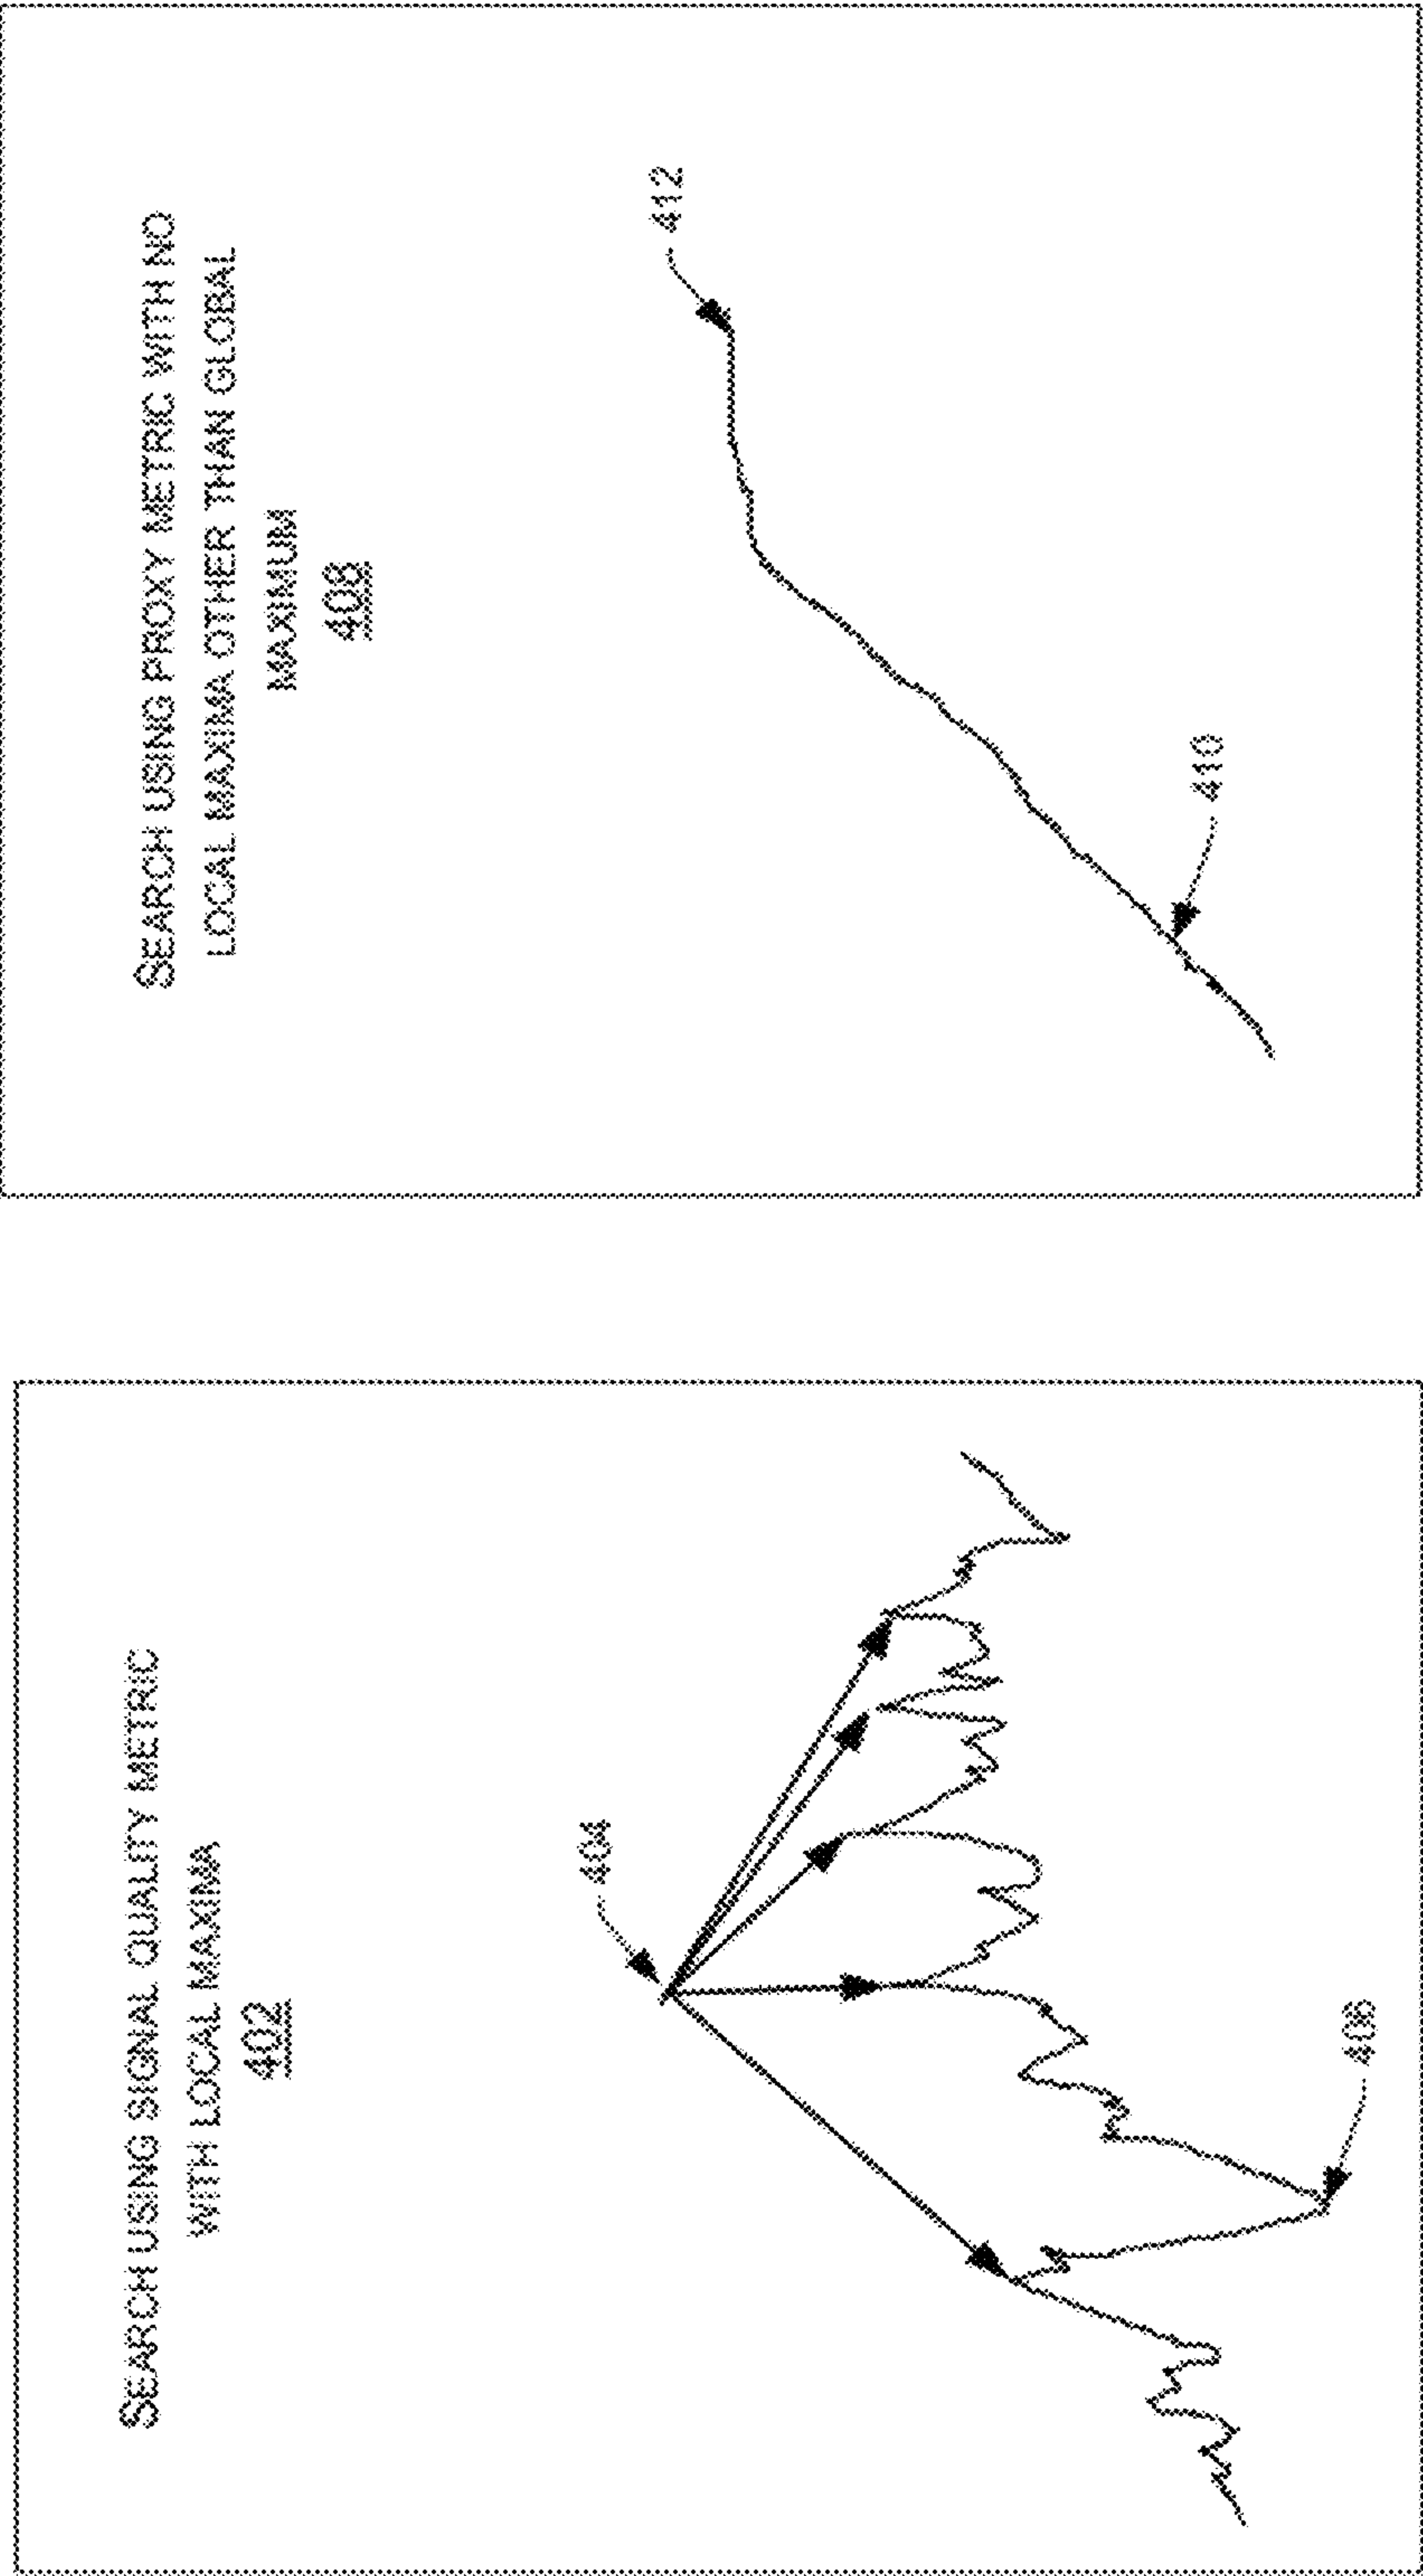 SEARCH USING SIGNAL QUALITY METRIC
WITH LOCAL MAXIMA
402
404
406
SEARCH USING PROXY METRIC WITH NO
LOCAL MAXIMA OTHER THAN GLOBAL
MAXIMUM
408
412
410